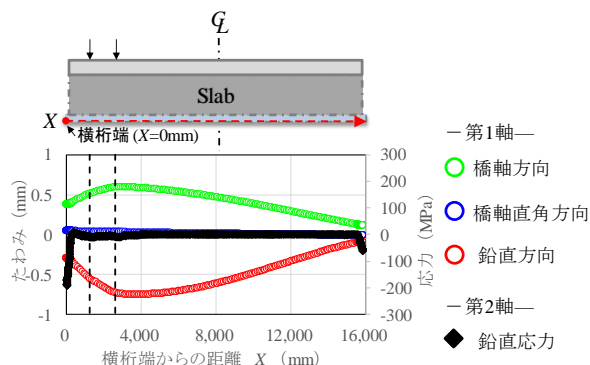 ℄
Slab
X
横桁端 (X=0mm)
たわみ（mm）
1
0.5
0
-0.5
-1
300
200
100
0
-100
-200
-300
応力（MPa）
0
4,000
8,000
12,000
16,000
横桁端からの距離 X （mm）
－第1軸―
橋軸方向
橋軸直角方向
鉛直方向
－第2軸―
鉛直応力